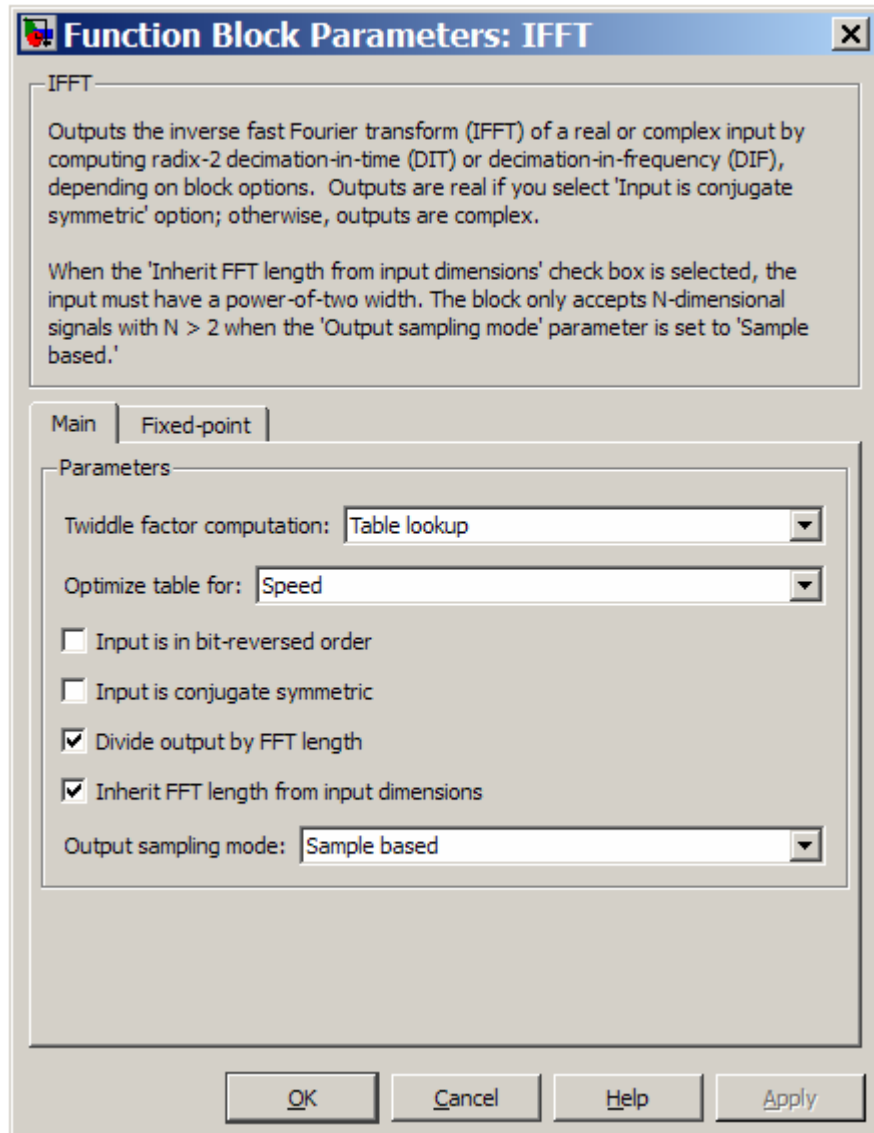 Function Block Parameters: IFFT
IFFT
Outputs the inverse fast Fourier transform (IFFT) of a real or complex input by
computing radix-2 decimation-in-time (DIT) or decimation-in-frequency (DIF),
depending on block options.  Outputs are real if you select 'Input is conjugate
symmetric' option; otherwise, outputs are complex.
When the 'Inherit FFT length from input dimensions' check box is selected, the
input must have a power-of-two width. The block only accepts N-dimensional
signals with N > 2 when the 'Output sampling mode' parameter is set to 'Sample
based.'
Main Fixed-point
Parameters
Twiddle factor computation: Table lookup
Optimize table for: Speed
Input is in bit-reversed order
Input is conjugate symmetric
Divide output by FFT length
Inherit FFT length from input dimensions
Output sampling mode: Sample based
OK Cancel Help Apply